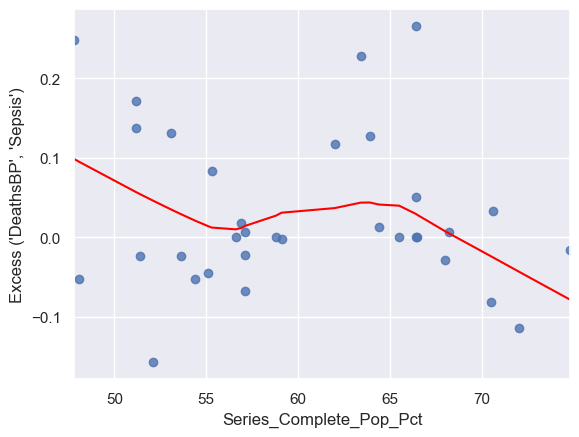 Excess ('DeathsBP', 'Sepsis')
0.2
0.1
0.0
−0.1
50 55 60 65 70
Series_Complete_Pop_Pct